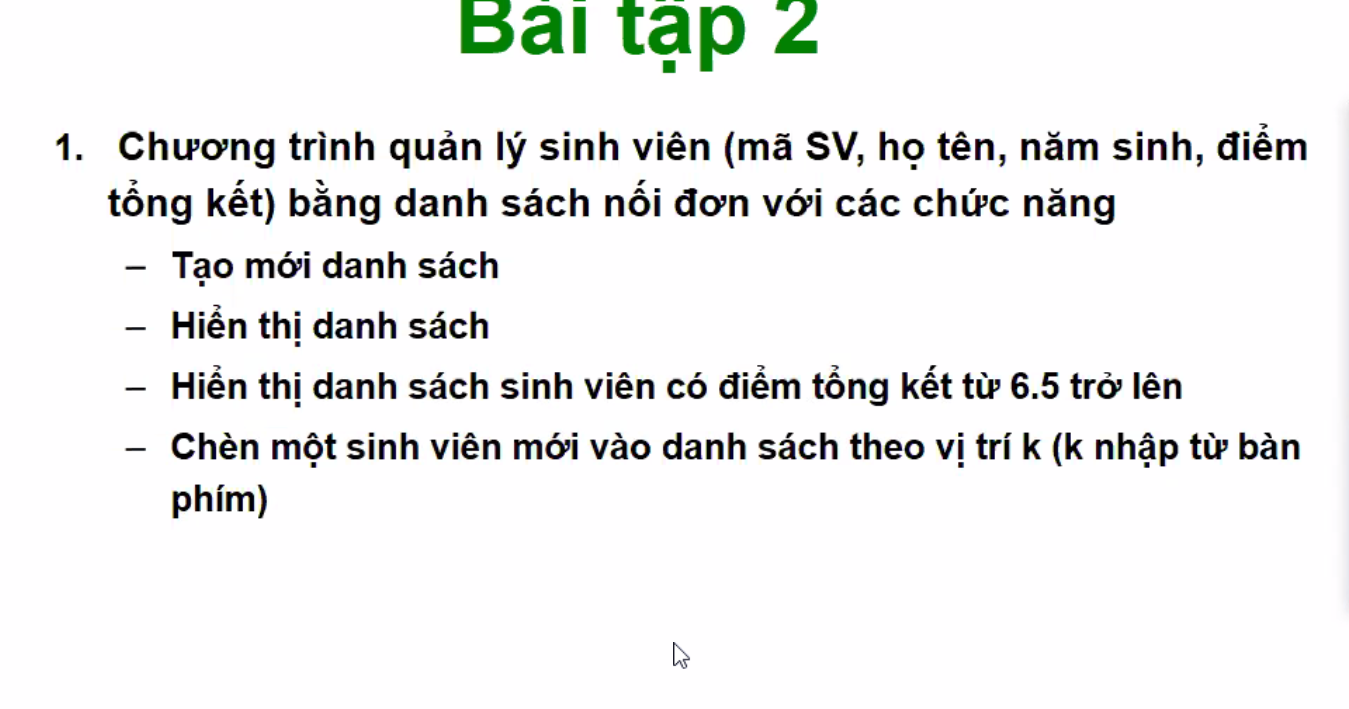 Bài tập 2
1. Chương trình quản lý sinh viên (mã SV, họ tên, năm sinh, điểm
tổng kết) bằng danh sách nối đơn với các chức năng
– Tạo mới danh sách
– Hiển thị danh sách
– Hiển thị danh sách sinh viên có điểm tổng kết từ 6.5 trở lên
– Chèn một sinh viên mới vào danh sách theo vị trí k (k nhập từ bàn
phím)